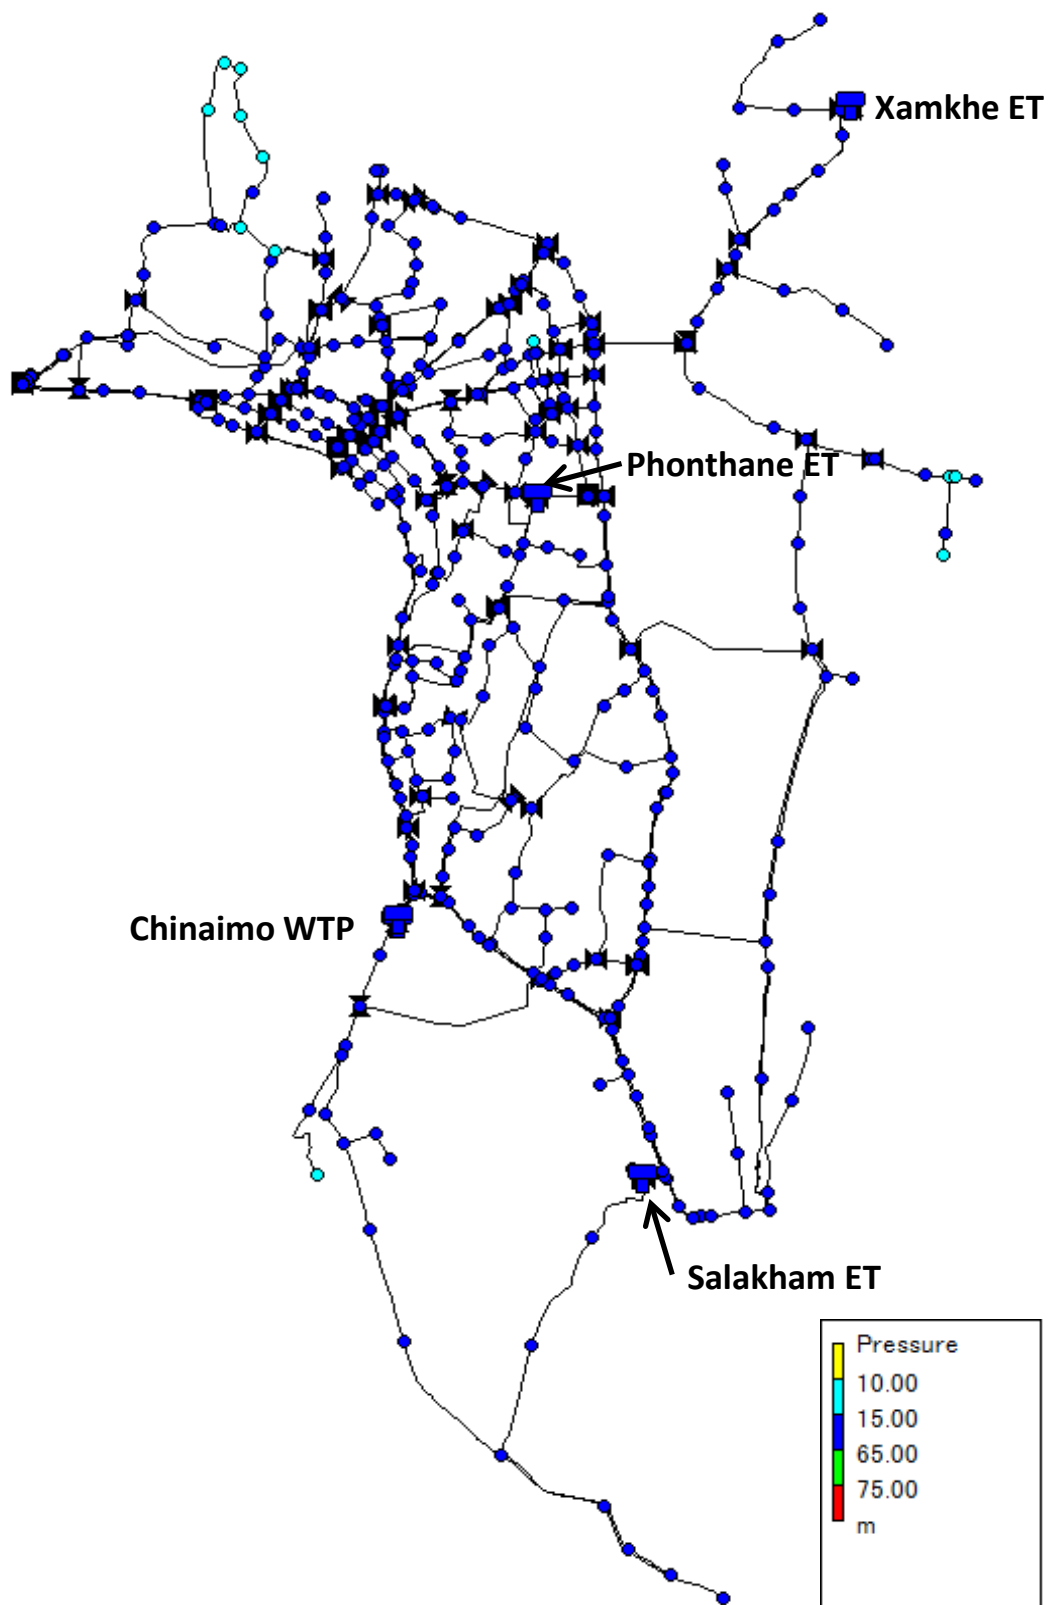 Xamkhe ET
Phonthane ET
Chinaimo WTP
Salakham ET
Pressure
10.00
15.00
65.00
75.00
m